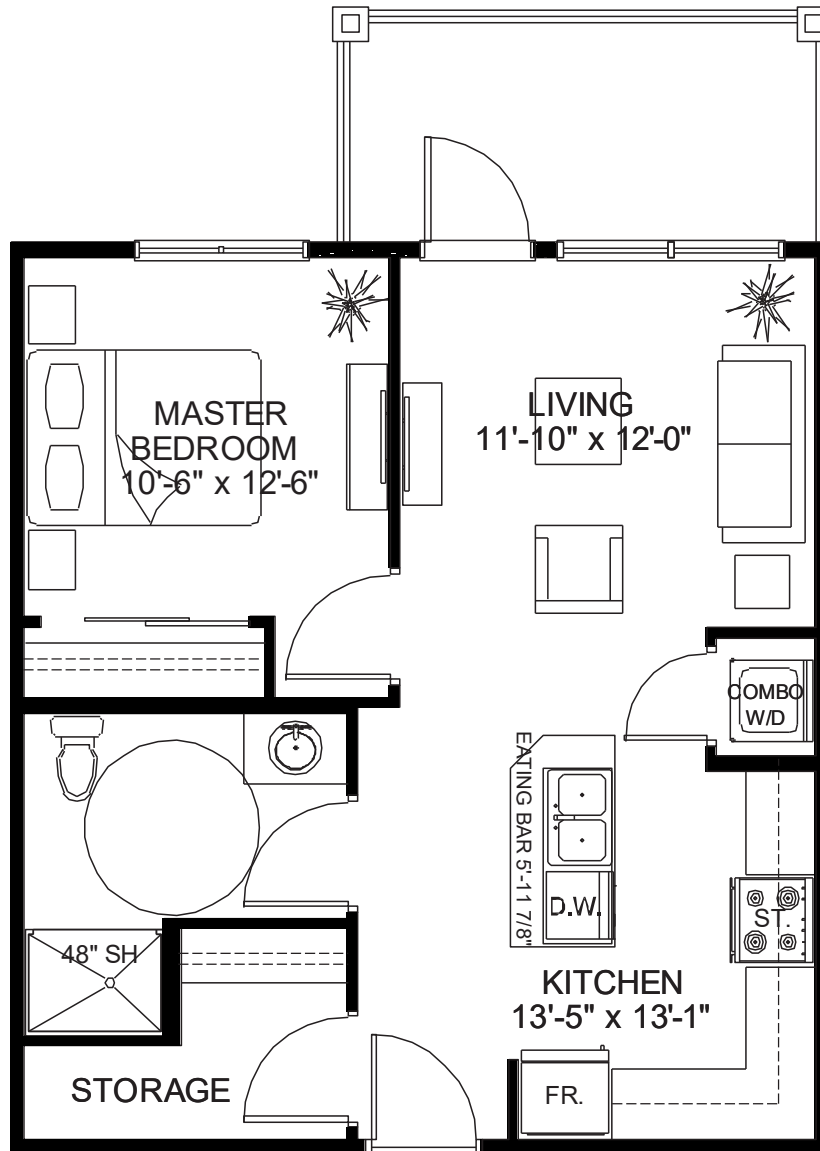 MASTER
BEDROOM
10'-6" x 12'-6"
LIVING
11'-10" x 12'-0"
COMBO
W/D
EATING BAR 5'-11 7/8"
D.W.
ST.
48" SH
KITCHEN
13'-5" x 13'-1"
STORAGE
FR.